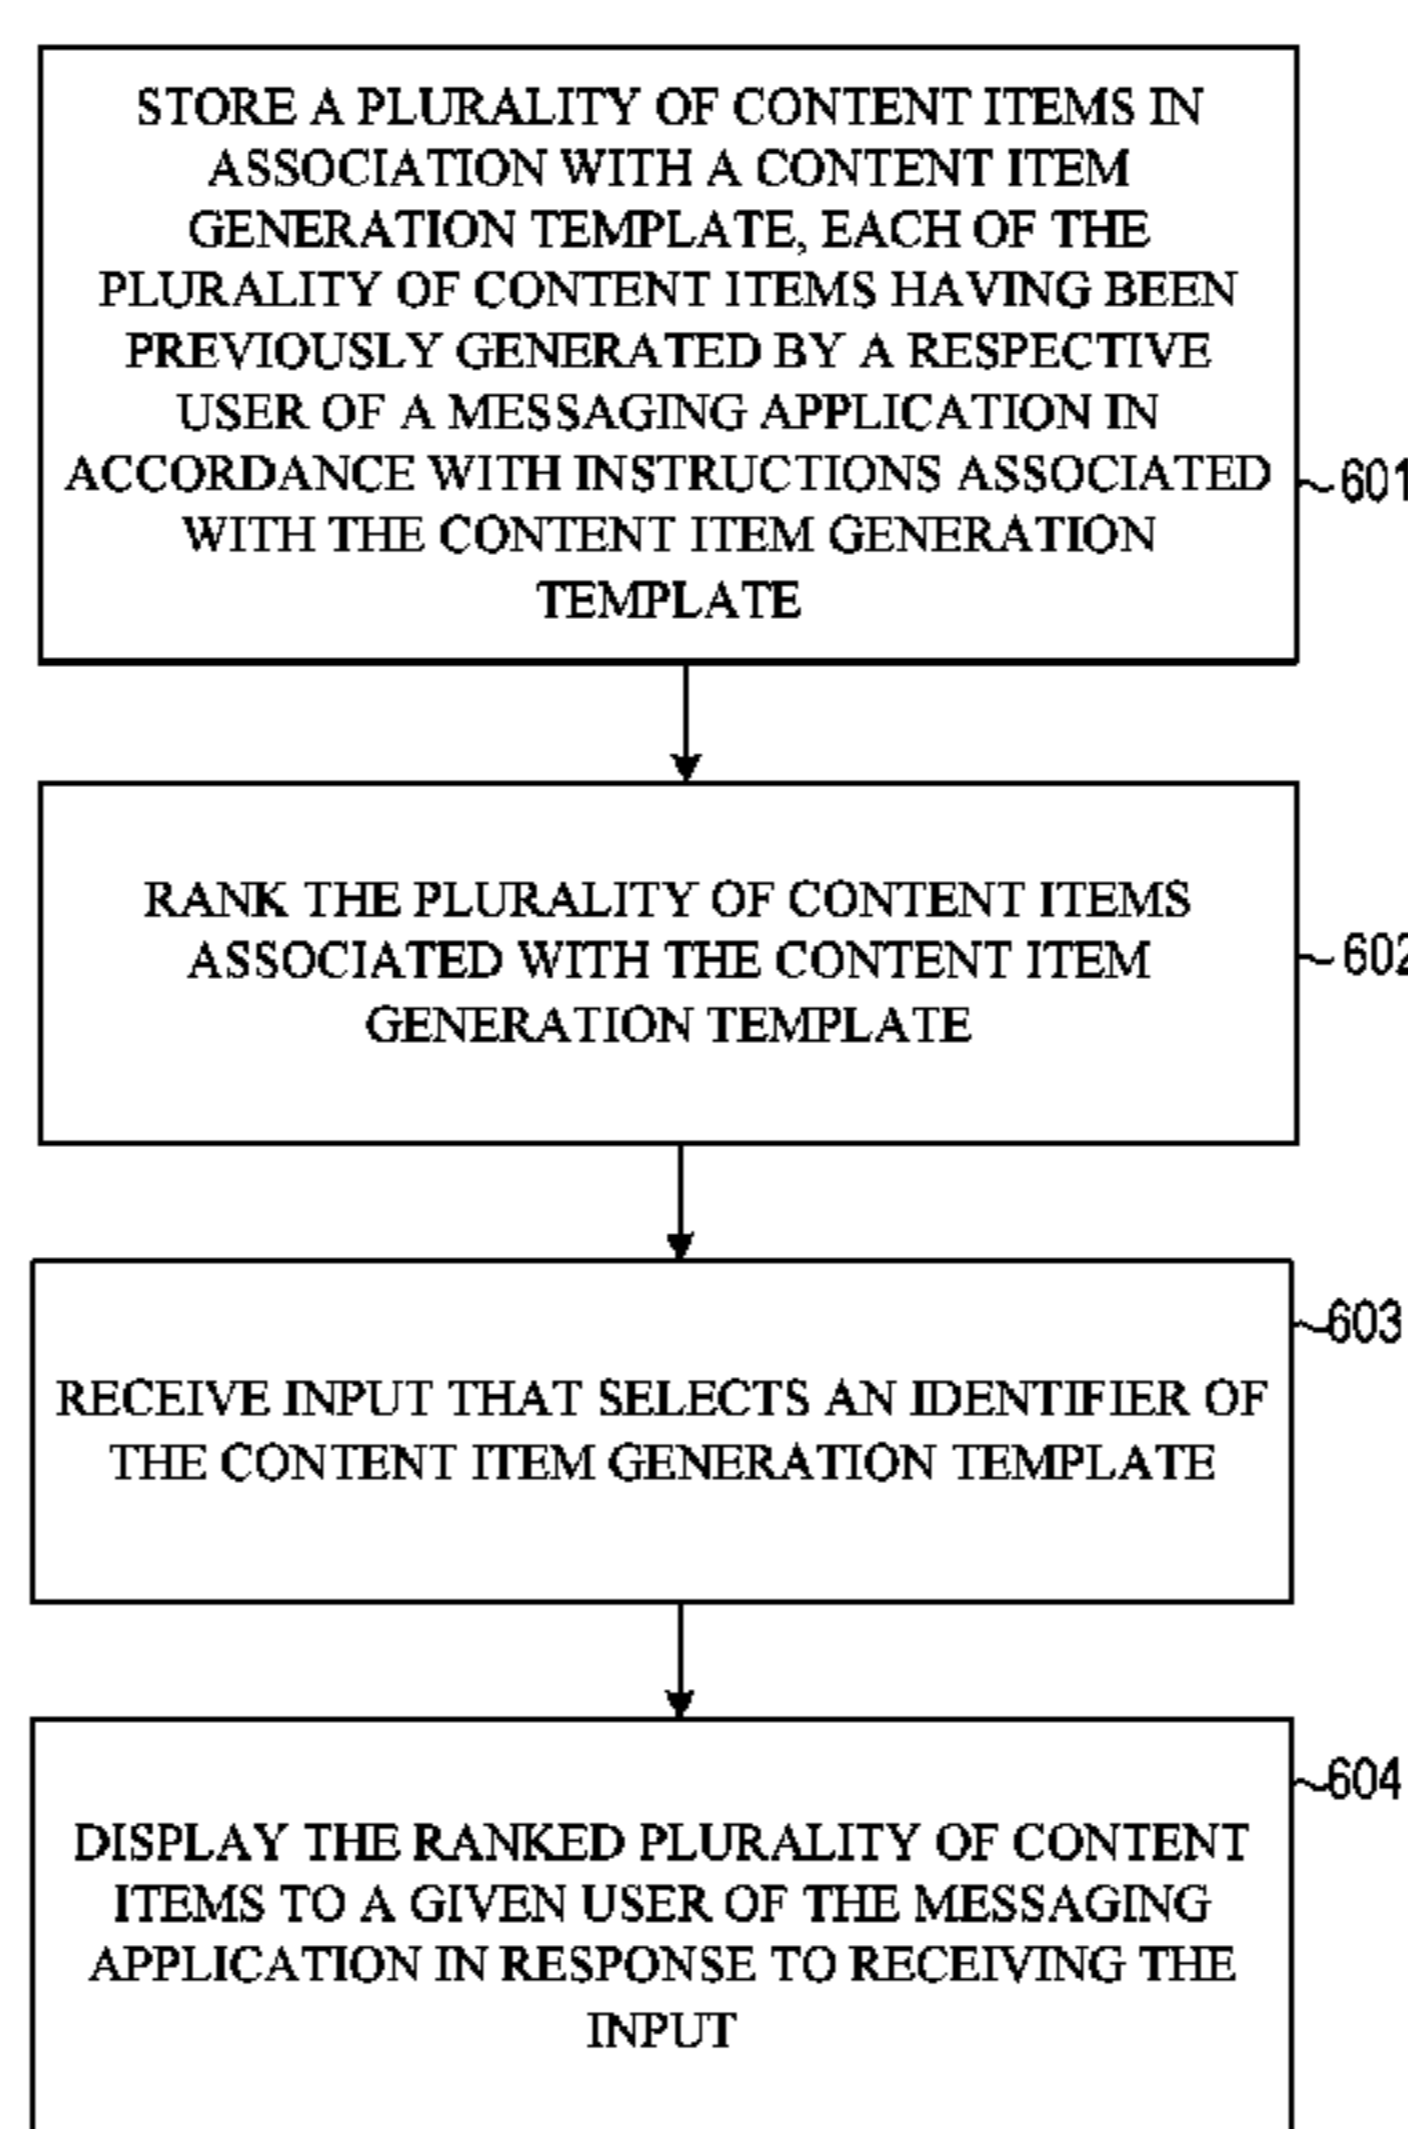 STORE A PLURALITY OF CONTENT ITEMS IN
ASSOCIATION WITH A CONTENT ITEM
GENERATION TEMPLATE, EACH OF THE
PLURALITY OF CONTENT ITEMS HAVING BEEN
PREVIOUSLY GENERATED BY A RESPECTIVE
USER OF A MESSAGING APPLICATION IN
ACCORDANCE WITH INSTRUCTIONS ASSOCIATED
WITH THE CONTENT ITEM GENERATION
TEMPLATE
601
RANK THE PLURALITY OF CONTENT ITEMS
ASSOCIATED WITH THE CONTENT ITEM
GENERATION TEMPLATE
602
603
RECEIVE INPUT THAT SELECTS AN IDENTIFIER OF
THE CONTENT ITEM GENERATION TEMPLATE
604
DISPLAY THE RANKED PLURALITY OF CONTENT
ITEMS TO A GIVEN USER OF THE MESSAGING
APPLICATION IN RESPONSE TO RECEIVING THE
INPUT